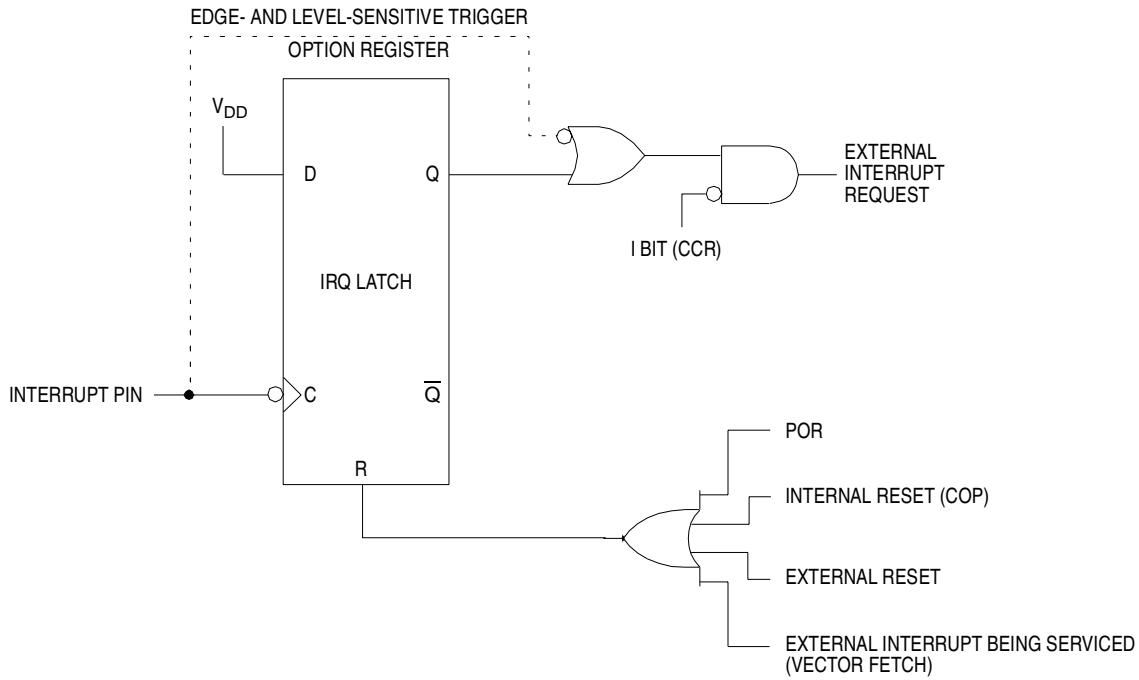 EDGE- AND LEVEL-SENSITIVE TRIGGER
OPTION REGISTER
VDD
D
Q
EXTERNAL
INTERRUPT
REQUEST
I BIT (CCR)
IRQ LATCH
INTERRUPT PIN
C
Q̅
R
POR
INTERNAL RESET (COP)
EXTERNAL RESET
EXTERNAL INTERRUPT BEING SERVICED
(VECTOR FETCH)